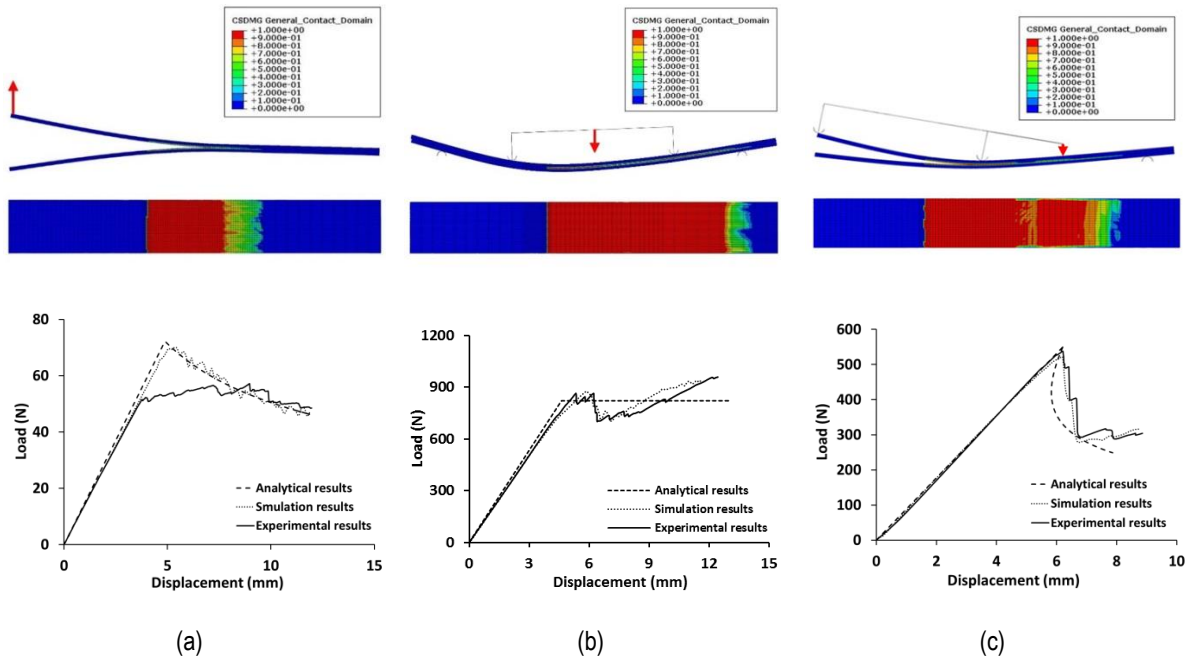 CSDMG General_Contact_Domain
+1.000e+00
+9.000e-01
+8.000e-01
+7.000e-01
+6.000e-01
+5.000e-01
+4.000e-01
+3.000e-01
+2.000e-01
+1.000e-01
+0.000e+00
CSDMG General_Contact_Domain
+1.000e+00
+9.000e-01
+8.000e-01
+7.000e-01
+6.000e-01
+5.000e-01
+4.000e-01
+3.000e-01
+2.000e-01
+1.000e-01
+0.000e+00
CSDMG General_Contact_Domain
+1.000e+00
+9.000e-01
+8.000e-01
+7.000e-01
+6.000e-01
+5.000e-01
+4.000e-01
+3.000e-01
+2.000e-01
+1.000e-01
+0.000e+00
80
60
40
20
0
Load (N)
Analytical results
Simulation results
Experimental results
0 5 10 15
Displacement (mm)
(a)
1200
900
600
300
0
Load (N)
Analytical results
Simulation results
Experimental results
0 3 6 9 12 15
Displacement (mm)
(b)
600
500
400
300
200
100
0
Load (N)
Analytical results
Simulation results
Experimental results
0 2 4 6 8 10
Displacement (mm)
(c)